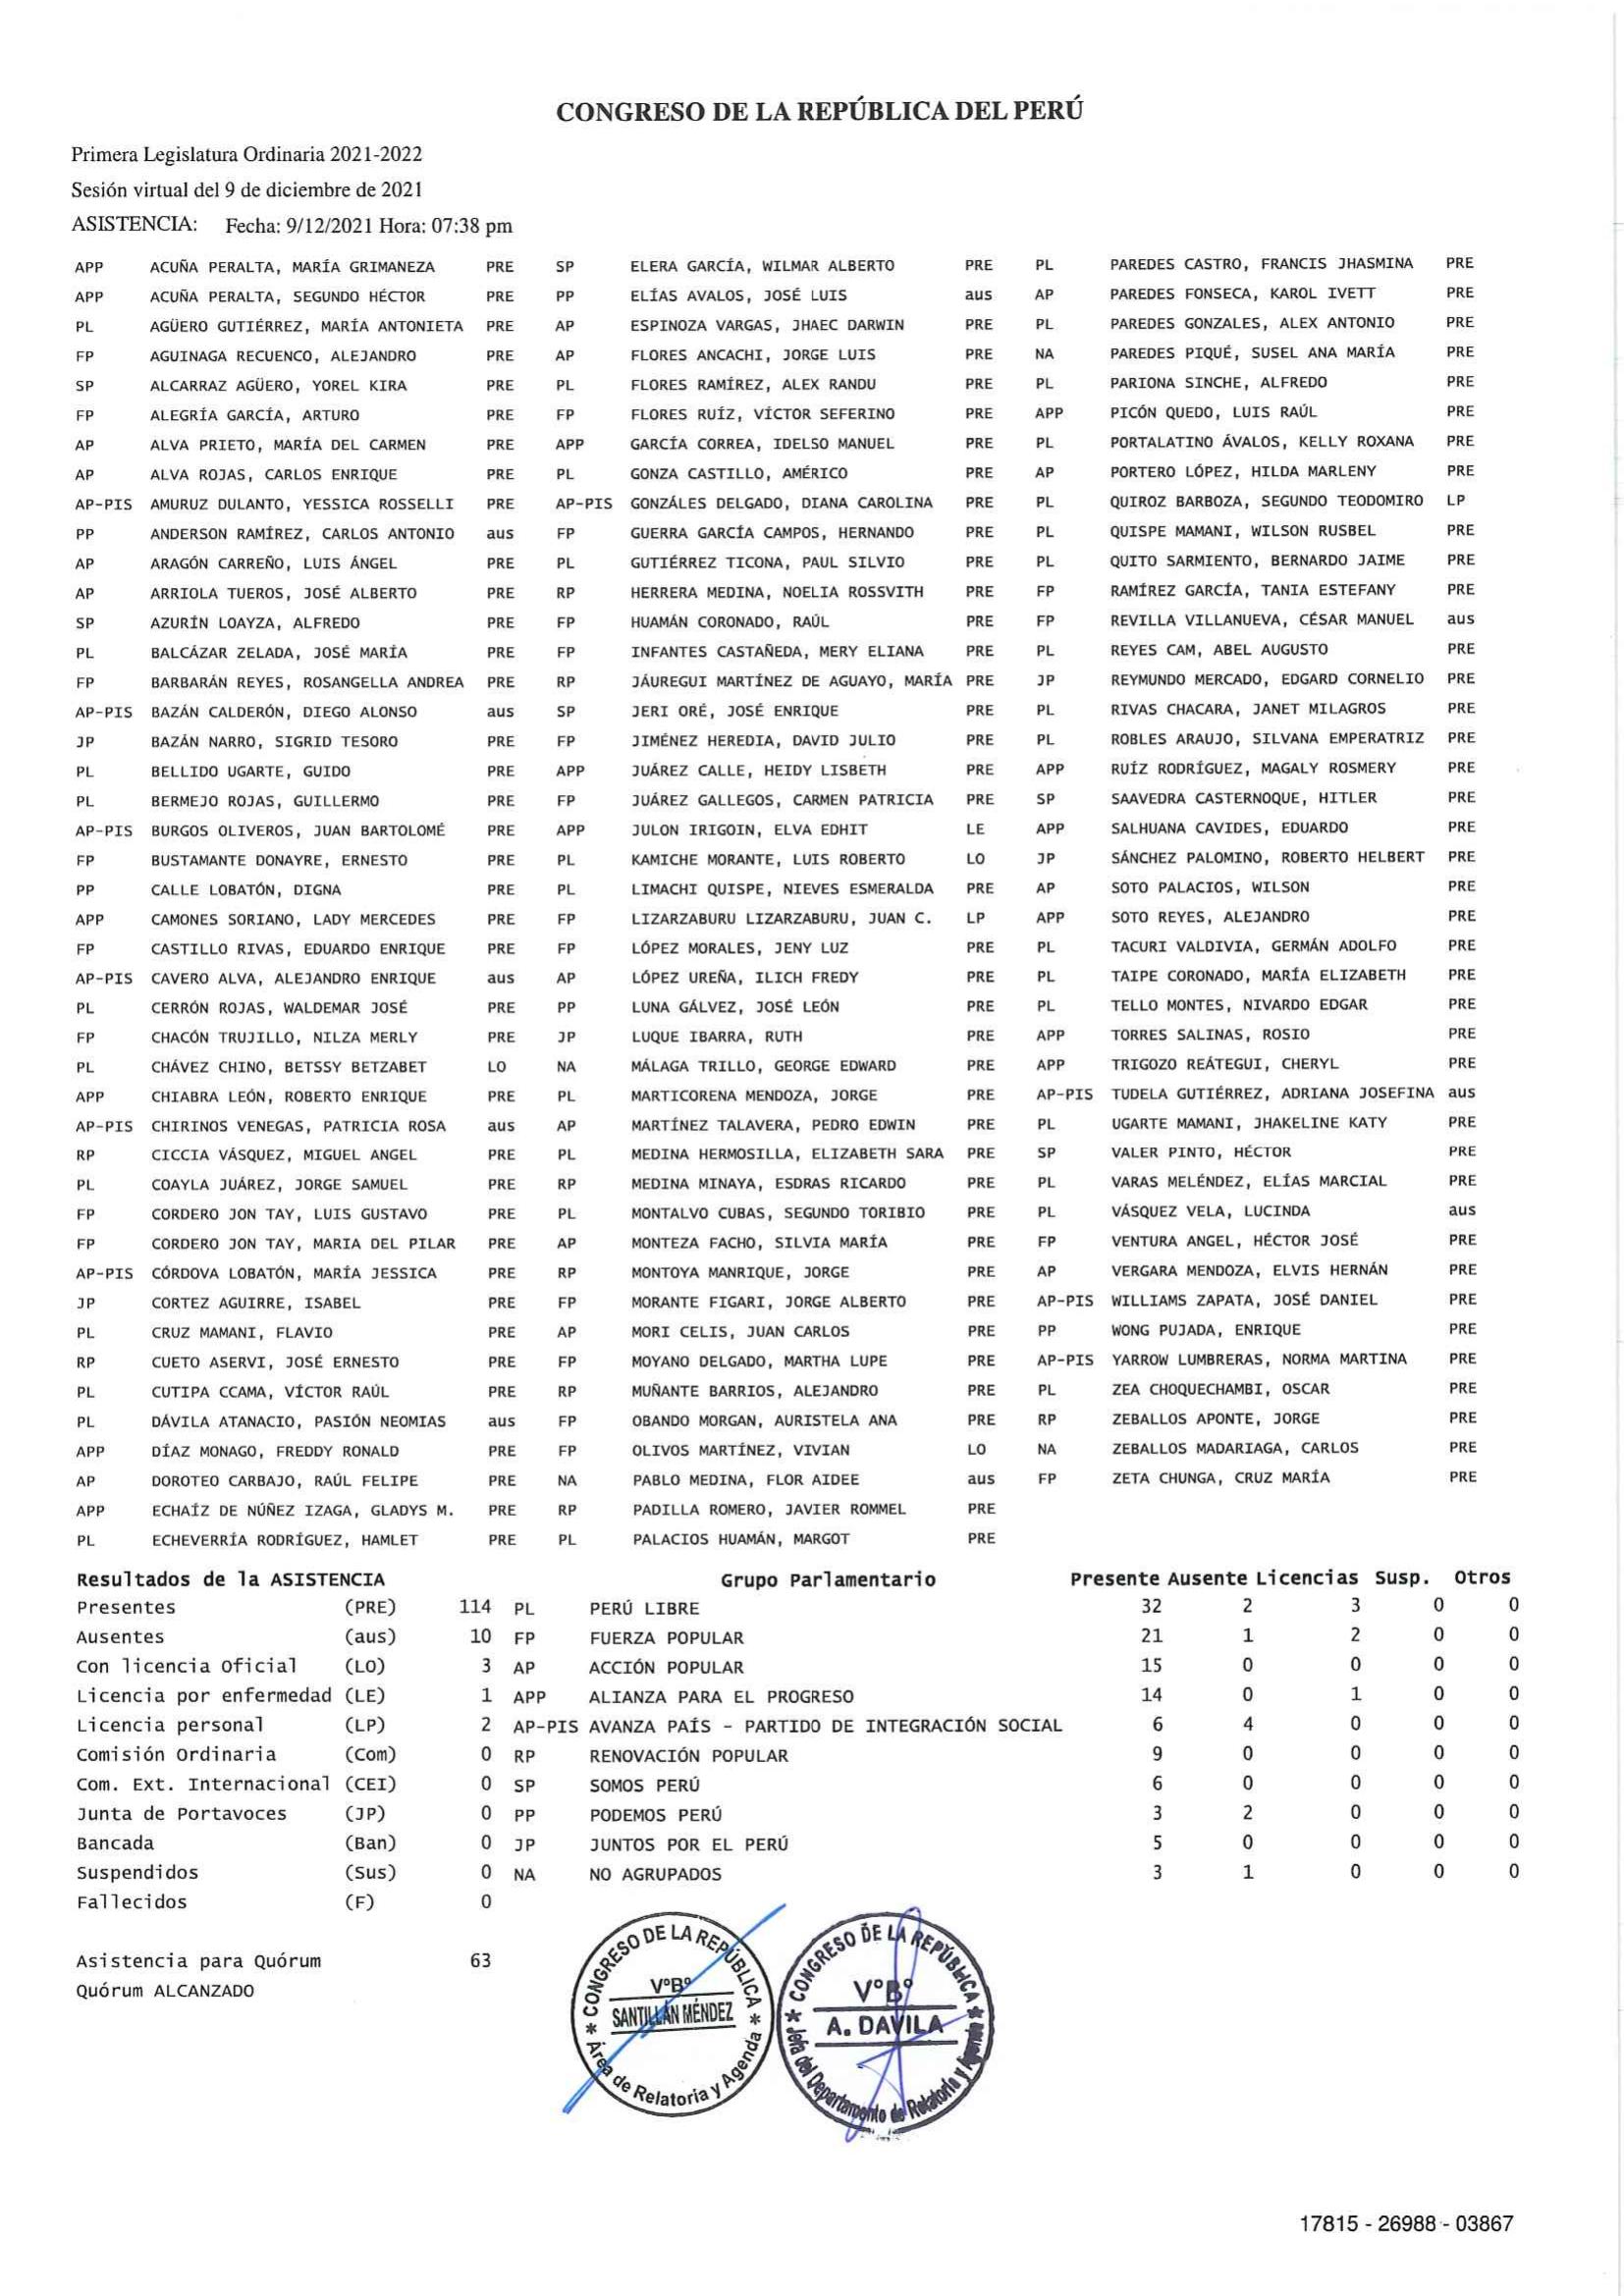 CONGRESO DE LA REPÚBLICA DEL PERÚ
Primera Legislatura Ordinaria 2021-2022
Sesión virtual del 9 de diciembre de 2021
ASISTENCIA: Fecha: 9/12/2021 Hora: 07:38 pm
APP ACUÑA PERALTA, MARÍA GRIMANEZA PRE SP ELERA GARCÍA, WILMAR ALBERTO PRE PL PAREDES CASTRO, FRANCIS JHASMINA PRE
APP ACUÑA PERALTA, SEGUNDO HÉCTOR PRE PP ELÍAS AVALOS, JOSÉ LUIS aus AP PAREDES FONSECA, KAROL IVETT PRE
PL AGÜERO GUTIÉRREZ, MARÍA ANTONIETA PRE AP ESPINOZA VARGAS, JHAEC DARWIN PRE PL PAREDES GONZALES, ALEX ANTONIO PRE
FP AGUINAGA RECUENCO, ALEJANDRO PRE AP FLORES ANCACHI, JORGE LUIS PRE NA PAREDES PIQUÉ, SUSEL ANA MARÍA PRE
SP ALCARRAZ AGÜERO, YOREL KIRA PRE PL FLORES RAMÍREZ, ALEX RANDU PRE PL PARIONA SINCHE, ALFREDO PRE
FP ALEGRÍA GARCÍA, ARTURO PRE FP FLORES RUÍZ, VÍCTOR SEFERINO PRE APP PICÓN QUEDO, LUIS RAÚL PRE
AP ALVA PRIETO, MARÍA DEL CARMEN PRE APP GARCÍA CORREA, IDELSO MANUEL PRE PL PORTALATINO ÁVALOS, KELLY ROXANA PRE
AP ALVA ROJAS, CARLOS ENRIQUE PRE PL GONZA CASTILLO, AMÉRICO PRE AP PORTERO LÓPEZ, HILDA MARLENY PRE
AP-PIS AMURUZ DULANTO, YESSICA ROSSELLI PRE AP-PIS GONZÁLES DELGADO, DIANA CAROLINA PRE PL QUIROZ BARBOZA, SEGUNDO TEODOMIRO LP
PP ANDERSON RAMÍREZ, CARLOS ANTONIO aus FP GUERRA GARCÍA CAMPOS, HERNANDO PRE PL QUISPE MAMANI, WILSON RUSBEL PRE
AP ARAGÓN CARREÑO, LUIS ÁNGEL PRE PL GUTIÉRREZ TICONA, PAUL SILVIO PRE PL QUITO SARMIENTO, BERNARDO JAIME PRE
AP ARRIOLA TUEROS, JOSÉ ALBERTO PRE RP HERRERA MEDINA, NOELIA ROSSVITH PRE FP RAMÍREZ GARCÍA, TANIA ESTEFANY PRE
SP AZURÍN LOAYZA, ALFREDO PRE FP HUAMÁN CORONADO, RAÚL PRE FP REVILLA VILLANUEVA, CÉSAR MANUEL aus
PL BALCÁZAR ZELADA, JOSÉ MARÍA PRE FP INFANTES CASTAÑEDA, MERY ELIANA PRE PL REYES CAM, ABEL AUGUSTO PRE
FP BARBARÁN REYES, ROSANGELLA ANDREA PRE RP JÁUREGUI MARTÍNEZ DE AGUAYO, MARÍA PRE JP REYMUNDO MERCADO, EDGARD CORNELIO PRE
AP-PIS BAZÁN CALDERÓN, DIEGO ALONSO aus SP JERI ORÉ, JOSÉ ENRIQUE PRE PL RIVAS CHACARA, JANET MILAGROS PRE
JP BAZÁN NARRO, SIGRID TESORO PRE FP JIMÉNEZ HEREDIA, DAVID JULIO PRE PL ROBLES ARAUJO, SILVANA EMPERATRIZ PRE
PL BELLIDO UGARTE, GUIDO PRE APP JUÁREZ CALLE, HEIDY LISBETH PRE APP RUÍZ RODRÍGUEZ, MAGALY ROSMERY PRE
PL BERMEJO ROJAS, GUILLERMO PRE FP JUÁREZ GALLEGOS, CARMEN PATRICIA PRE SP SAAVEDRA CASTERNOQUE, HITLER PRE
AP-PIS BURGOS OLIVEROS, JUAN BARTOLOMÉ PRE APP JULON IRIGOIN, ELVA EDHIT LE APP SALHUANA CAVIDES, EDUARDO PRE
FP BUSTAMANTE DONAYRE, ERNESTO PRE PL KAMICHE MORANTE, LUIS ROBERTO LO JP SÁNCHEZ PALOMINO, ROBERTO HELBERT PRE
PP CALLE LOBATÓN, DIGNA PRE PL LIMACHI QUISPE, NIEVES ESMERALDA PRE AP SOTO PALACIOS, WILSON PRE
APP CAMONES SORIANO, LADY MERCEDES PRE FP LIZARZABURU LIZARZABURU, JUAN C. LP APP SOTO REYES, ALEJANDRO PRE
FP CASTILLO RIVAS, EDUARDO ENRIQUE PRE FP LÓPEZ MORALES, JENY LUZ PRE PL TACURI VALDIVIA, GERMÁN ADOLFO PRE
AP-PIS CAVERO ALVA, ALEJANDRO ENRIQUE aus AP LÓPEZ UREÑA, ILICH FREDY PRE PL TAIPE CORONADO, MARÍA ELIZABETH PRE
PL CERRÓN ROJAS, WALDEMAR JOSÉ PRE PP LUNA GÁLVEZ, JOSÉ LEÓN PRE PL TELLO MONTES, NIVARDO EDGAR PRE
FP CHACÓN TRUJILLO, NILZA MERLY PRE JP LUQUE IBARRA, RUTH PRE APP TORRES SALINAS, ROSIO PRE
PL CHÁVEZ CHINO, BETSSY BETZABET LO NA MÁLAGA TRILLO, GEORGE EDWARD PRE APP TRIGOZO REÁTEGUI, CHERYL PRE
APP CHIABRA LEÓN, ROBERTO ENRIQUE PRE PL MARTICORENA MENDOZA, JORGE PRE AP-PIS TUDELA GUTIÉRREZ, ADRIANA JOSEFINA aus
AP-PIS CHIRINOS VENEGAS, PATRICIA ROSA aus AP MARTÍNEZ TALAVERA, PEDRO EDWIN PRE PL UGARTE MAMANI, JHAKELINE KATY PRE
RP CICCIA VÁSQUEZ, MIGUEL ANGEL PRE PL MEDINA HERMOSILLA, ELIZABETH SARA PRE SP VALER PINTO, HÉCTOR PRE
PL COAYLA JUÁREZ, JORGE SAMUEL PRE RP MEDINA MINAYA, ESDRAS RICARDO PRE PL VARAS MELÉNDEZ, ELÍAS MARCIAL PRE
FP CORDERO JON TAY, LUIS GUSTAVO PRE PL MONTALVO CUBAS, SEGUNDO TORIBIO PRE PL VÁSQUEZ VELA, LUCINDA aus
FP CORDERO JON TAY, MARIA DEL PILAR PRE AP MONTEZA FACHO, SILVIA MARÍA PRE FP VENTURA ANGEL, HÉCTOR JOSÉ PRE
AP-PIS CÓRDOVA LOBATÓN, MARÍA JESSICA PRE RP MONTOYA MANRIQUE, JORGE PRE AP VERGARA MENDOZA, ELVIS HERNÁN PRE
JP CORTEZ AGUIRRE, ISABEL PRE FP MORANTE FIGARI, JORGE ALBERTO PRE AP-PIS WILLIAMS ZAPATA, JOSÉ DANIEL PRE
PL CRUZ MAMANI, FLAVIO PRE AP MORI CELIS, JUAN CARLOS PRE PP WONG PUJADA, ENRIQUE PRE
RP CUETO ASERVI, JOSÉ ERNESTO PRE FP MOYANO DELGADO, MARTHA LUPE PRE AP-PIS YARROW LUMBRERAS, NORMA MARTINA PRE
PL CUTIPA CCAMA, VÍCTOR RAÚL PRE RP MUÑANTE BARRIOS, ALEJANDRO PRE PL ZEA CHOQUECHAMBI, OSCAR PRE
PL DÁVILA ATANACIO, PASIÓN NEOMIAS aus FP OBANDO MORGAN, AURISTELA ANA PRE RP ZEBALLOS APONTE, JORGE PRE
APP DÍAZ MONAGO, FREDDY RONALD PRE FP OLIVOS MARTÍNEZ, VIVIAN LO NA ZEBALLOS MADARIAGA, CARLOS PRE
AP DOROTEO CARBAJO, RAÚL FELIPE PRE NA PABLO MEDINA, FLOR AIDEE aus FP ZETA CHUNGA, CRUZ MARÍA PRE
APP ECHAÍZ DE NÚÑEZ IZAGA, GLADYS M. PRE RP PADILLA ROMERO, JAVIER ROMMEL PRE
PL ECHEVERRÍA RODRÍGUEZ, HAMLET PRE PL PALACIOS HUAMÁN, MARGOT PRE
Resultados de la ASISTENCIA Grupo Parlamentario Presente Ausente Licencias Susp. Otros
Presentes (PRE) 114 PL PERÚ LIBRE 32 2 3 0 0
Ausentes (aus) 10 FP FUERZA POPULAR 21 1 2 0 0
Con licencia Oficial (LO) 3 AP ACCIÓN POPULAR 15 0 0 0 0
Licencia por enfermedad (LE) 1 APP ALIANZA PARA EL PROGRESO 14 0 1 0 0
Licencia personal (LP) 2 AP-PIS AVANZA PAÍS - PARTIDO DE INTEGRACIÓN SOCIAL 6 4 0 0 0
Comisión Ordinaria (Com) 0 RP RENOVACIÓN POPULAR 9 0 0 0 0
Com. Ext. Internacional (CEI) 0 SP SOMOS PERÚ 6 0 0 0 0
Junta de Portavoces (JP) 0 PP PODEMOS PERÚ 3 2 0 0 0
Bancada (Ban) 0 JP JUNTOS POR EL PERÚ 5 0 0 0 0
Suspendidos (Sus) 0 NA NO AGRUPADOS 3 1 0 0 0
Fallecidos (F) 0
Asistencia para Quórum 63
Quórum ALCANZADO
* CONGRESO DE LA REPÚBLICA *
V°B°
SANTILLÁN MÉNDEZ
Área de Relatoria y Agenda
* CONGRESO DE LA REPÚBLICA *
V°B°
A. DAVILA
Jefa del Departamento de Relatoría y Agenda
17815 - 26988 - 03867